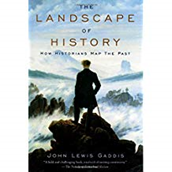 THE
LANDSCAPE OF
HISTORY
HOW HISTORIANS MAP THE PAST
JOHN LEWIS GADDIS